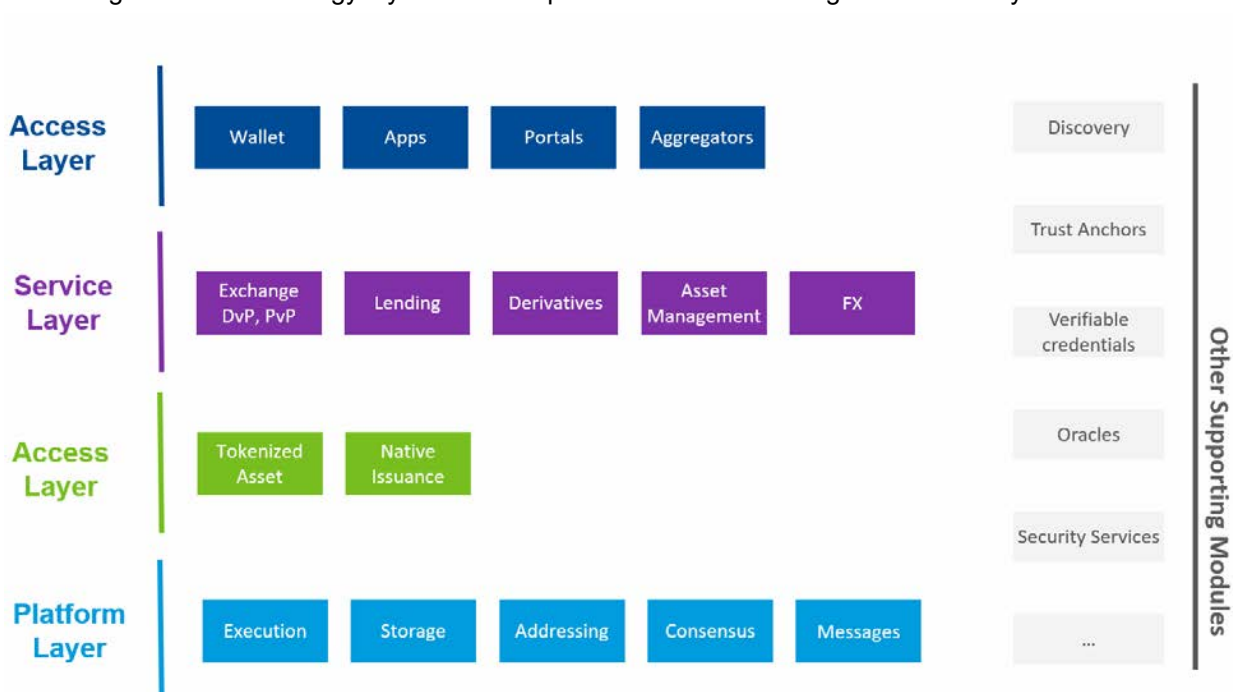 Access
Layer
Wallet
Apps
Portals
Aggregators
Service
Layer
Exchange
DvP, PvP
Lending
Derivatives
Asset
Management
FX
Access
Layer
Tokenized
Asset
Native
Issuance
Platform
Layer
Execution
Storage
Addressing
Consensus
Messages
Discovery
Trust Anchors
Verifiable
credentials
Oracles
Security Services
...
Other Supporting Modules